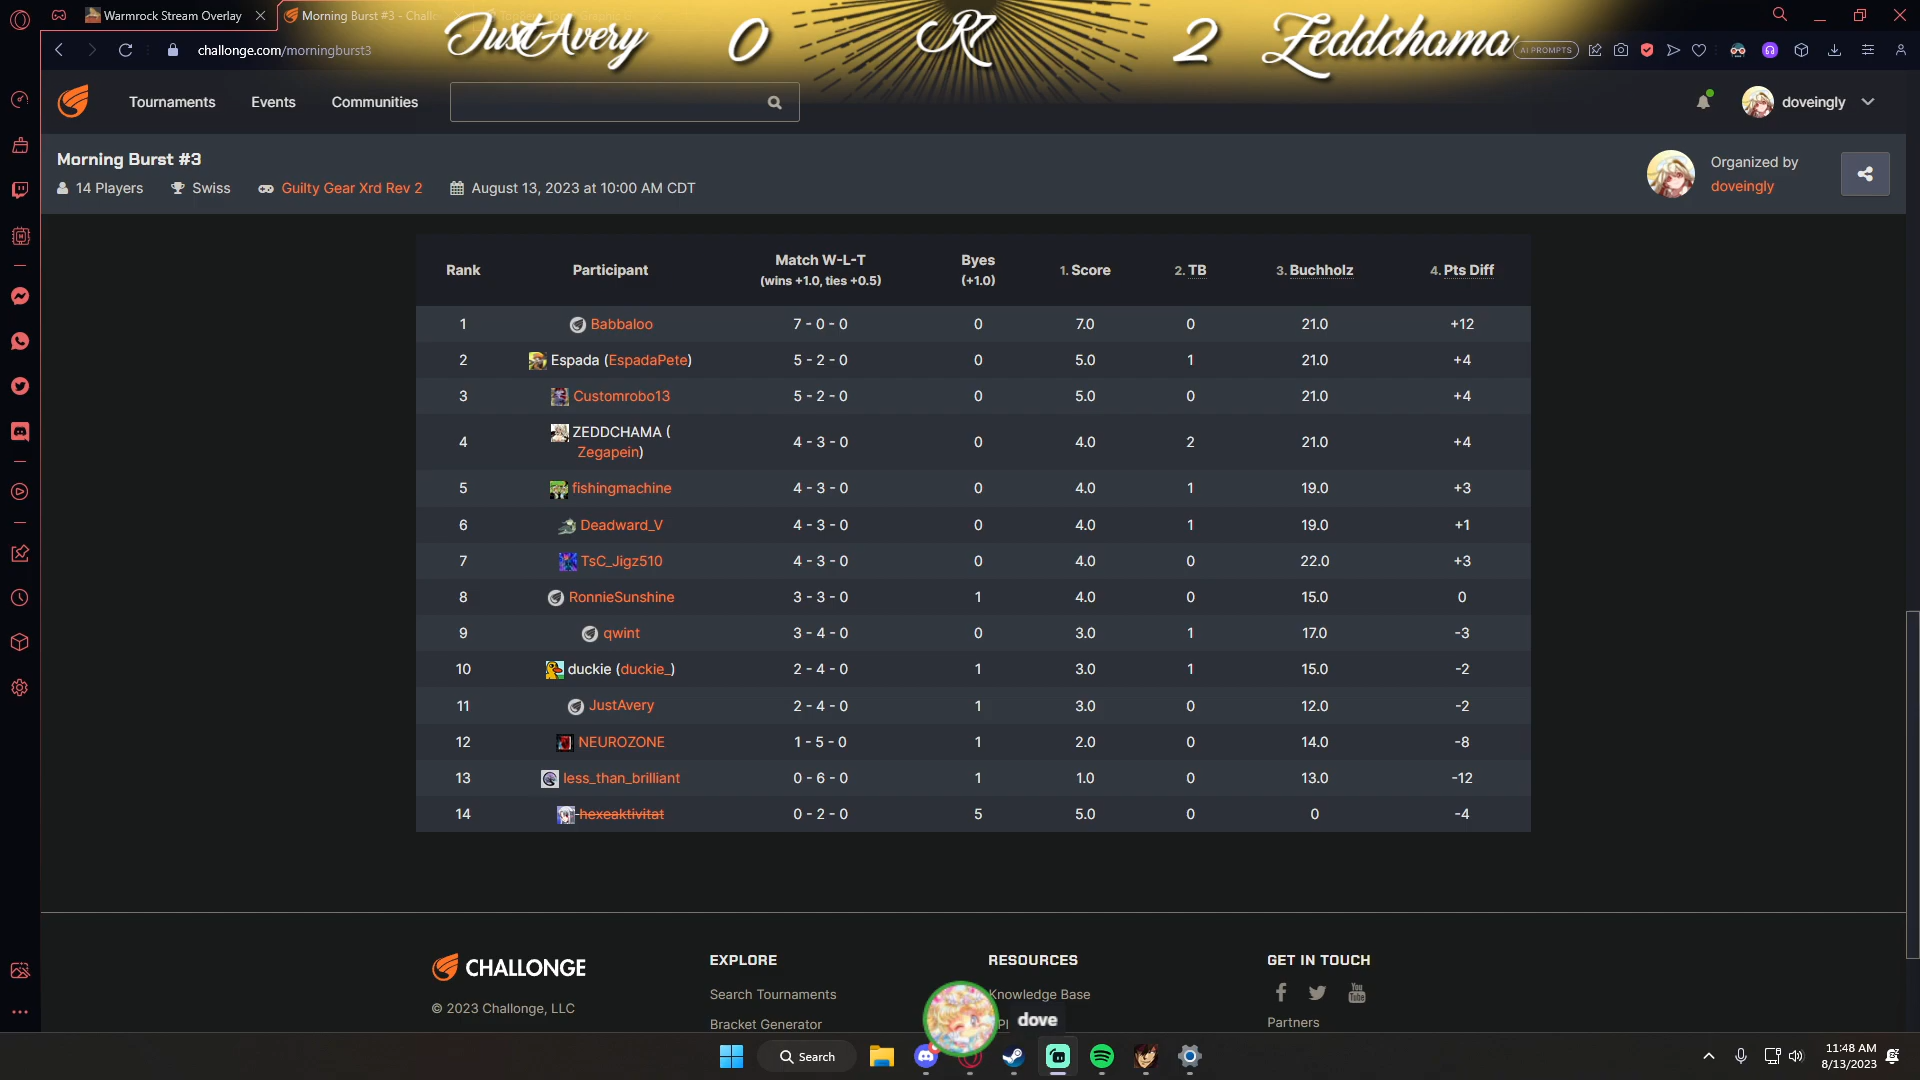 Warmrock Stream Overlay
Morning Burst #3 - Challo
JustAvery 0 R7 2 Zeddchama
challonge.com/morningburst3
AI PROMPTS
Tournaments Events Communities
doveingly
Morning Burst #3
14 Players Swiss Guilty Gear Xrd Rev 2 August 13, 2023 at 10:00 AM CDT
Organized by
doveingly
Rank Participant Match W-L-T (wins +1.0, ties +0.5) Byes (+1.0) 1. Score 2. TB 3. Buchholz 4. Pts Diff
1 Babbaloo 7 - 0 - 0 0 7.0 0 21.0 +12
2 Espada (EspadaPete) 5 - 2 - 0 0 5.0 1 21.0 +4
3 Customrobo13 5 - 2 - 0 0 5.0 0 21.0 +4
4 ZEDDCHAMA (Zegapein) 4 - 3 - 0 0 4.0 2 21.0 +4
5 fishingmachine 4 - 3 - 0 0 4.0 1 19.0 +3
6 Deadward_V 4 - 3 - 0 0 4.0 1 19.0 +1
7 TsC_Jigz510 4 - 3 - 0 0 4.0 0 22.0 +3
8 RonnieSunshine 3 - 3 - 0 1 4.0 0 15.0 0
9 qwint 3 - 4 - 0 0 3.0 1 17.0 -3
10 duckie (duckie_) 2 - 4 - 0 1 3.0 1 15.0 -2
11 JustAvery 2 - 4 - 0 1 3.0 0 12.0 -2
12 NEUROZONE 1 - 5 - 0 1 2.0 0 14.0 -8
13 less_than_brilliant 0 - 6 - 0 1 1.0 0 13.0 -12
14 hexeaktivitat 0 - 2 - 0 5 5.0 0 0 -4
CHALLONGE
© 2023 Challonge, LLC
EXPLORE
Search Tournaments
Bracket Generator
RESOURCES
Knowledge Base
GET IN TOUCH
You Tube
Partners
dove
Search
11:48 AM
8/13/2023